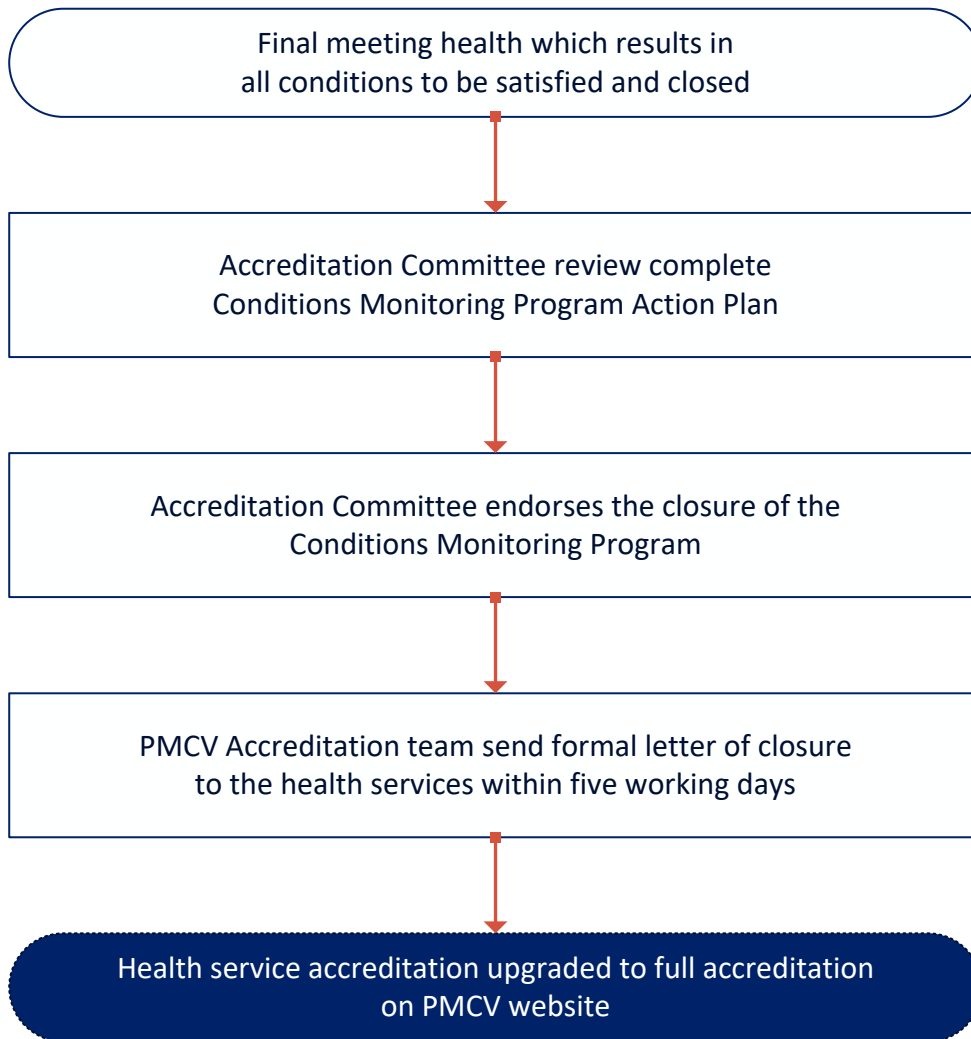 Final meeting health which results in
all conditions to be satisfied and closed
Accreditation Committee review complete
Conditions Monitoring Program Action Plan
Accreditation Committee endorses the closure of the
Conditions Monitoring Program
PMCV Accreditation team send formal letter of closure
to the health services within five working days
Health service accreditation upgraded to full accreditation
on PMCV website